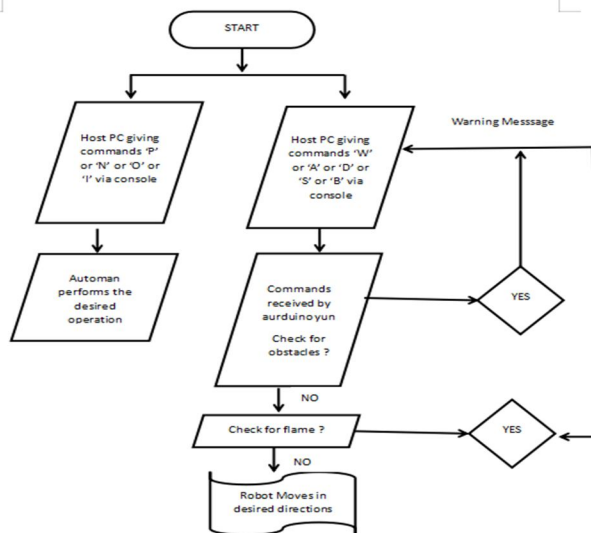 START
Host PC giving
commands ‘P’
or ‘N’ or ‘O’ or
‘I’ via console
Automan
performs the
desired
operation
Host PC giving
commands ‘W’
or ‘A’ or ‘D’ or
‘S’ or ‘B’ via
console
Warning Messsage
Commands
received by
aurduino yun
Check for
obstacles ?
YES
NO
Check for flame ?
YES
NO
Robot Moves in
desired directions